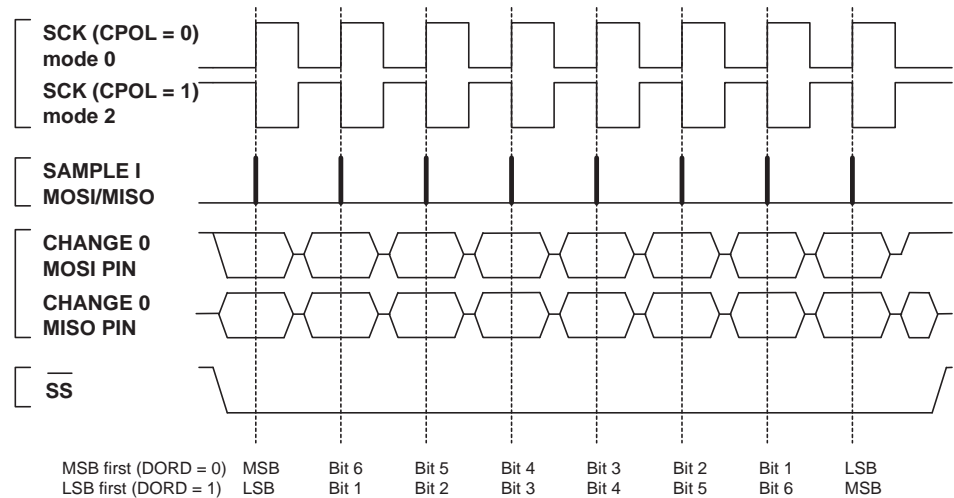 SCK (CPOL = 0)
mode 0
SCK (CPOL = 1)
mode 2
SAMPLE I
MOSI/MISO
CHANGE 0
MOSI PIN
CHANGE 0
MISO PIN
SS
MSB first (DORD = 0) MSB Bit 6 Bit 5 Bit 4 Bit 3 Bit 2 Bit 1 LSB
LSB first (DORD = 1) LSB Bit 1 Bit 2 Bit 3 Bit 4 Bit 5 Bit 6 MSB